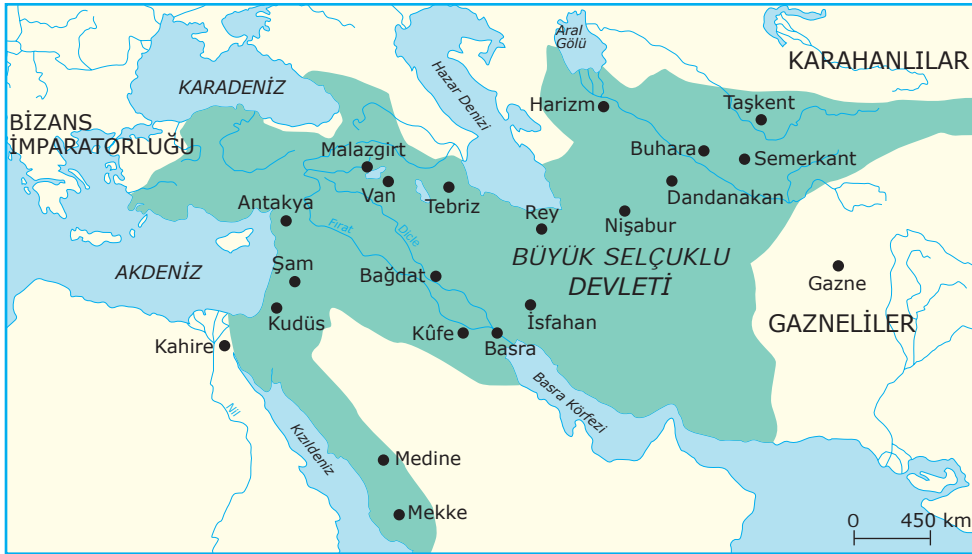 Aral
Gölü
KARAHANLILAR
KARADENİZ
Hazar Denizi
Harizm
Taşkent
BİZANS
İMPARATORLUĞU
Malazgirt
Buhara
Semerkant
Van
Tebriz
Dandanakan
Antakya
Fırat
Dicle
Rey
Nişabur
BÜYÜK SELÇUKLU
DEVLETİ
AKDENİZ
Şam
Bağdat
Gazne
Kudüs
İsfahan
GAZNELİLER
Kahire
Kûfe
Basra
Nil
Kızıldeniz
Basra Körfezi
Medine
Mekke
0 450 km